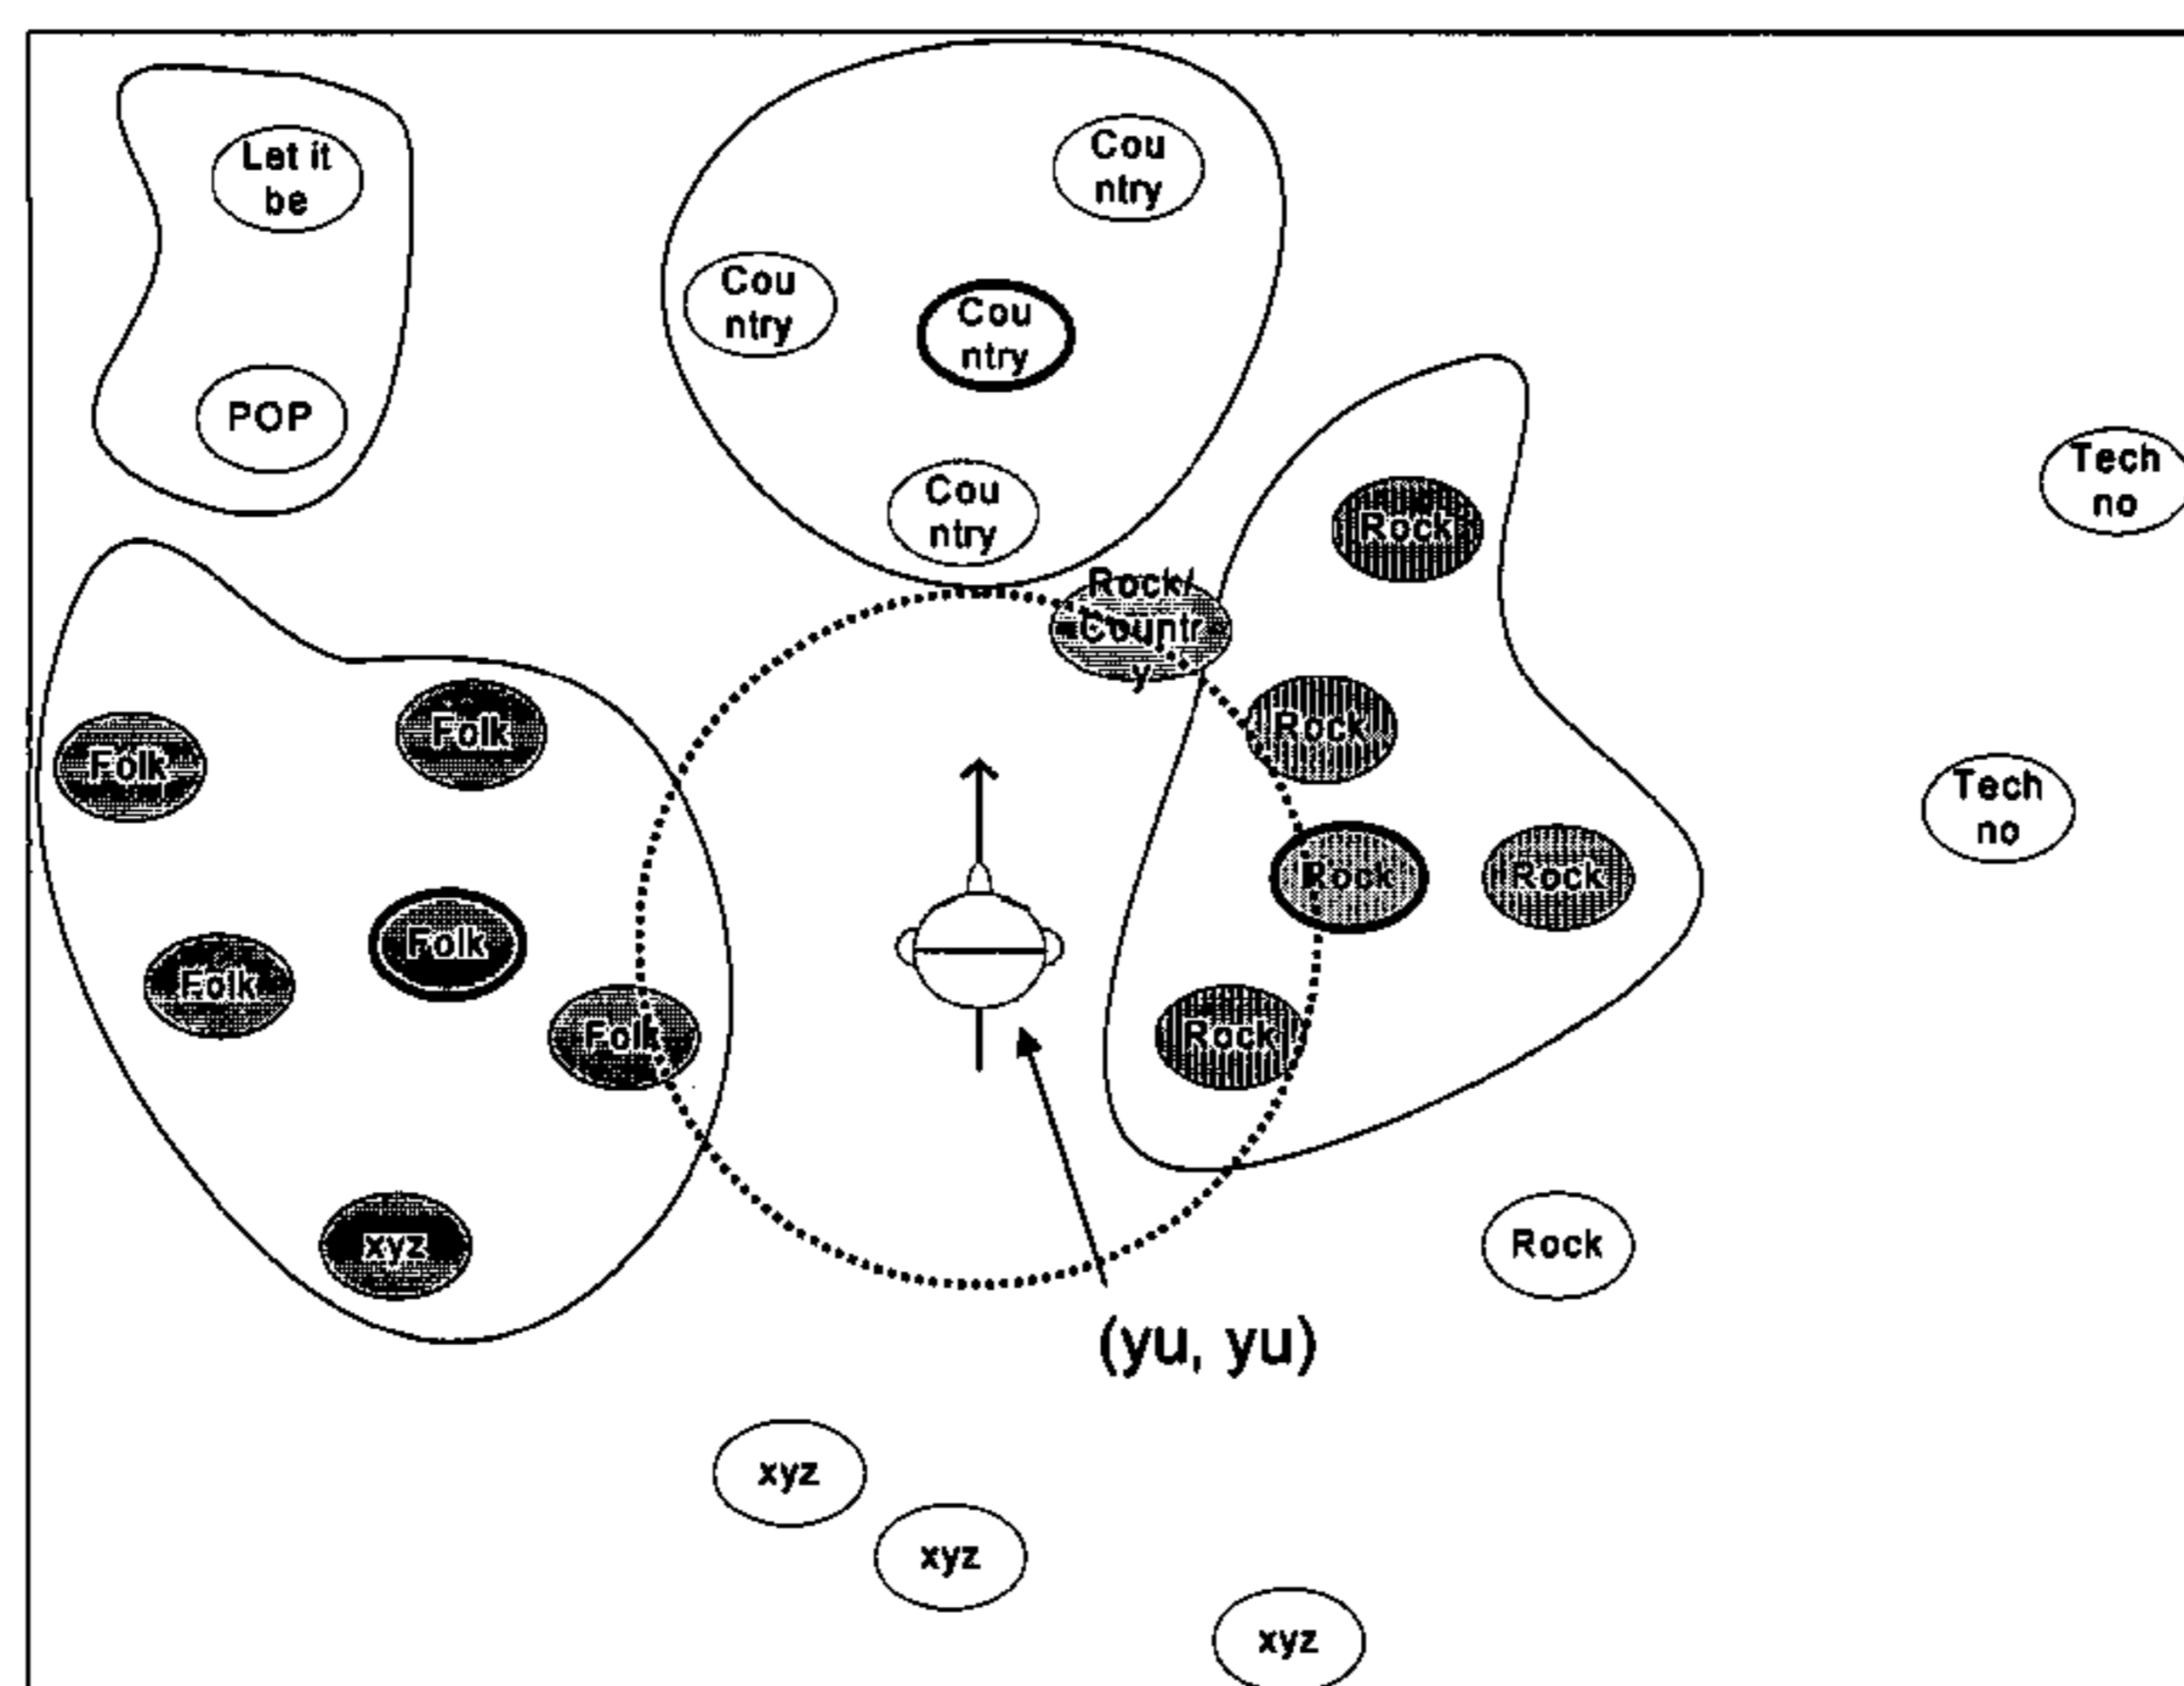 Let it
be
POP
Cou
ntry
Cou
ntry
Cou
ntry
Cou
ntry
Rock/
Countr
y
Rock
Rock
Rock
Rock
Rock
Tech
no
Tech
no
Folk
Folk
Folk
Folk
Folk
xyz
Rock
(yu, yu)
xyz
xyz
xyz